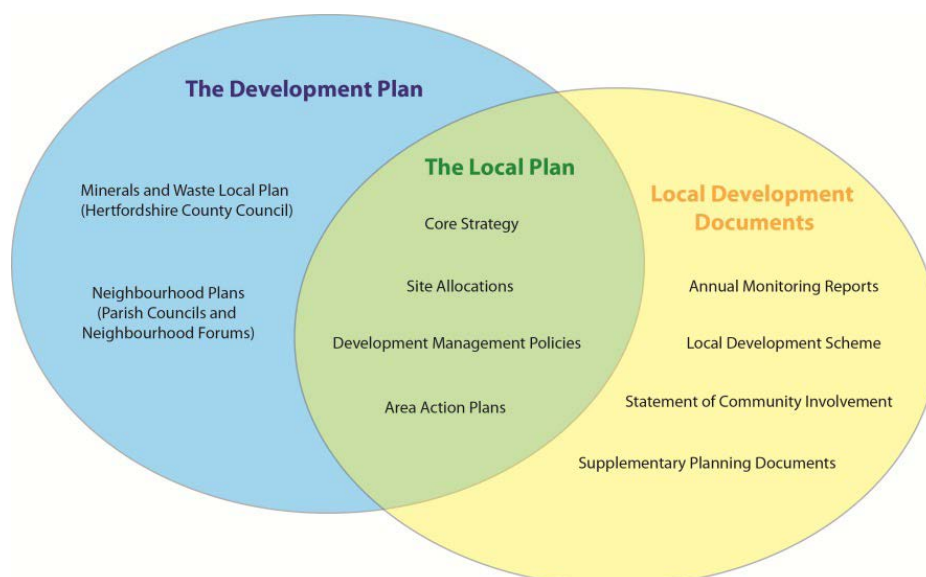 The Development Plan
Minerals and Waste Local Plan
(Hertfordshire County Council)
Neighbourhood Plans
(Parish Councils and
Neighbourhood Forums)
The Local Plan
Core Strategy
Site Allocations
Development Management Policies
Area Action Plans
Local Development
Documents
Annual Monitoring Reports
Local Development Scheme
Statement of Community Involvement
Supplementary Planning Documents